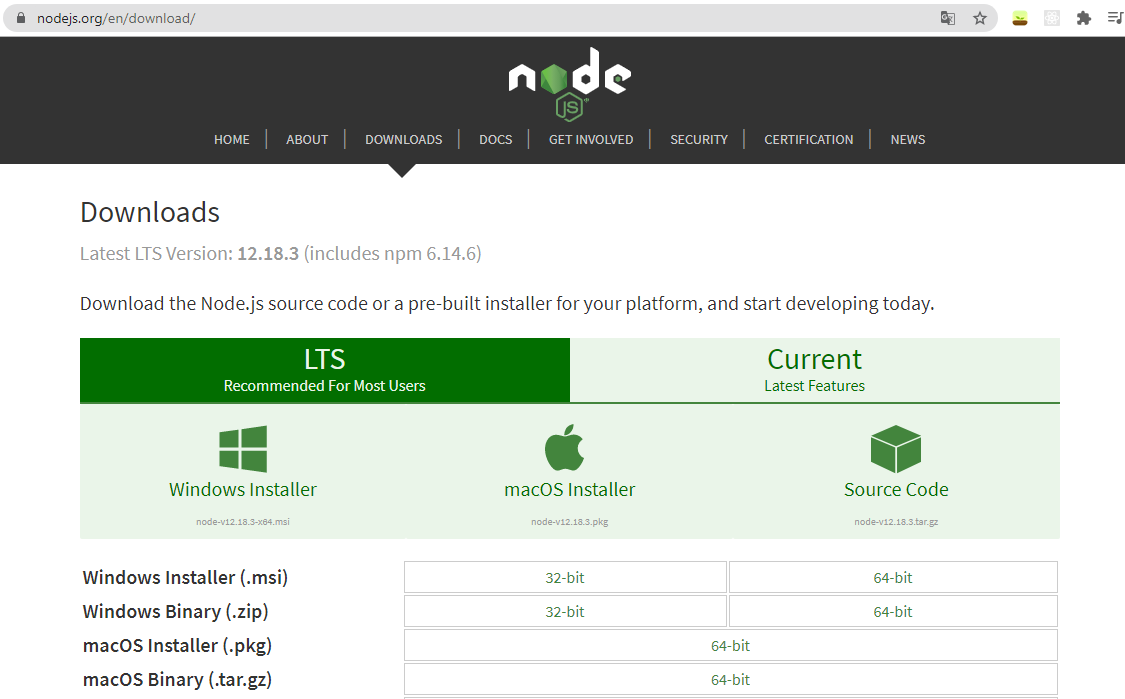 nodejs.org/en/download/
node
JS
HOME | ABOUT | DOWNLOADS | DOCS | GET INVOLVED | SECURITY | CERTIFICATION | NEWS
Downloads
Latest LTS Version: 12.18.3 (includes npm 6.14.6)
Download the Node.js source code or a pre-built installer for your platform, and start developing today.
LTS
Recommended For Most Users
Current
Latest Features
Windows Installer
node-v12.18.3-x64.msi
macOS Installer
node-v12.18.3.pkg
Source Code
node-v12.18.3.tar.gz
Windows Installer (.msi) 32-bit 64-bit
Windows Binary (.zip) 32-bit 64-bit
macOS Installer (.pkg) 64-bit
macOS Binary (.tar.gz) 64-bit